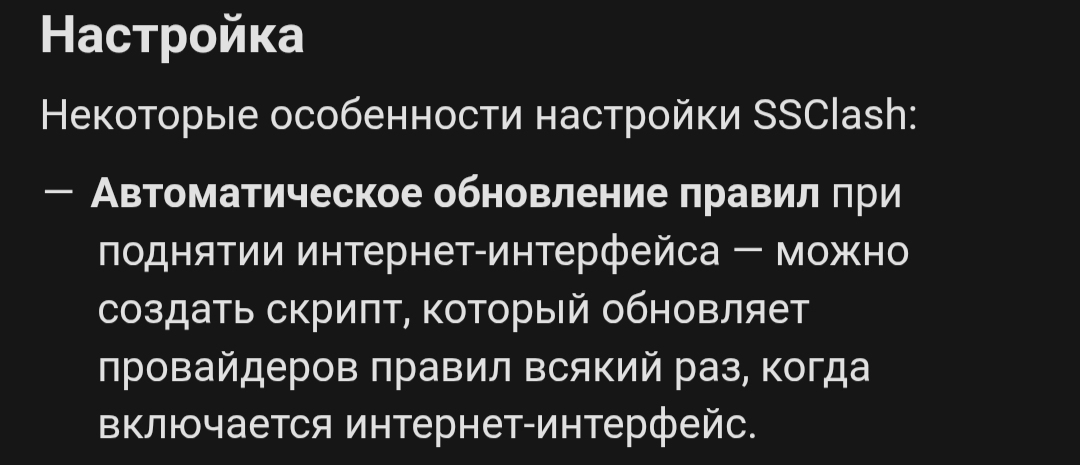 Настройка
Некоторые особенности настройки SSClash:
— Автоматическое обновление правил при
поднятии интернет-интерфейса — можно
создать скрипт, который обновляет
провайдеров правил всякий раз, когда
включается интернет-интерфейс.